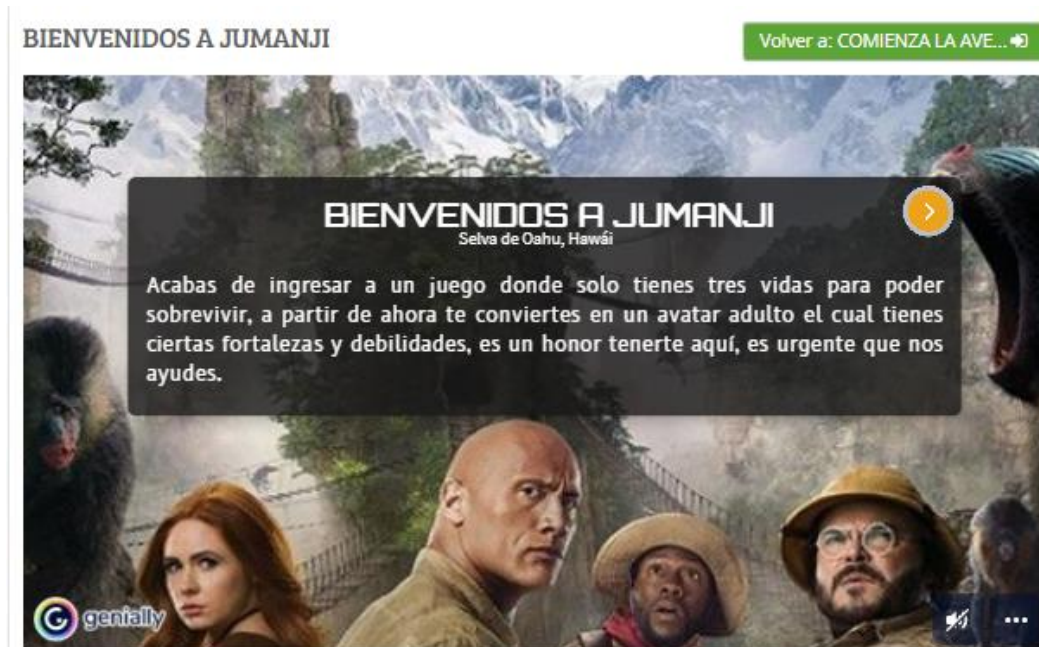 BIENVENIDOS A JUMANJI
Volver a: COMIENZA LA AVE...
BIENVENIDOS A JUMANJI
Selva de Oahu, Hawái
Acabas de ingresar a un juego donde solo tienes tres vidas para poder
sobrevivir, a partir de ahora te conviertes en un avatar adulto el cual tienes
ciertas fortalezas y debilidades, es un honor tenerte aquí, es urgente que nos
ayudes.
genially